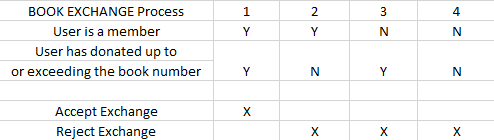 BOOK EXCHANGE Process 1 2 3 4
User is a member Y Y N N
User has donated up to
or exceeding the book number Y N Y N
Accept Exchange X
Reject Exchange X X X